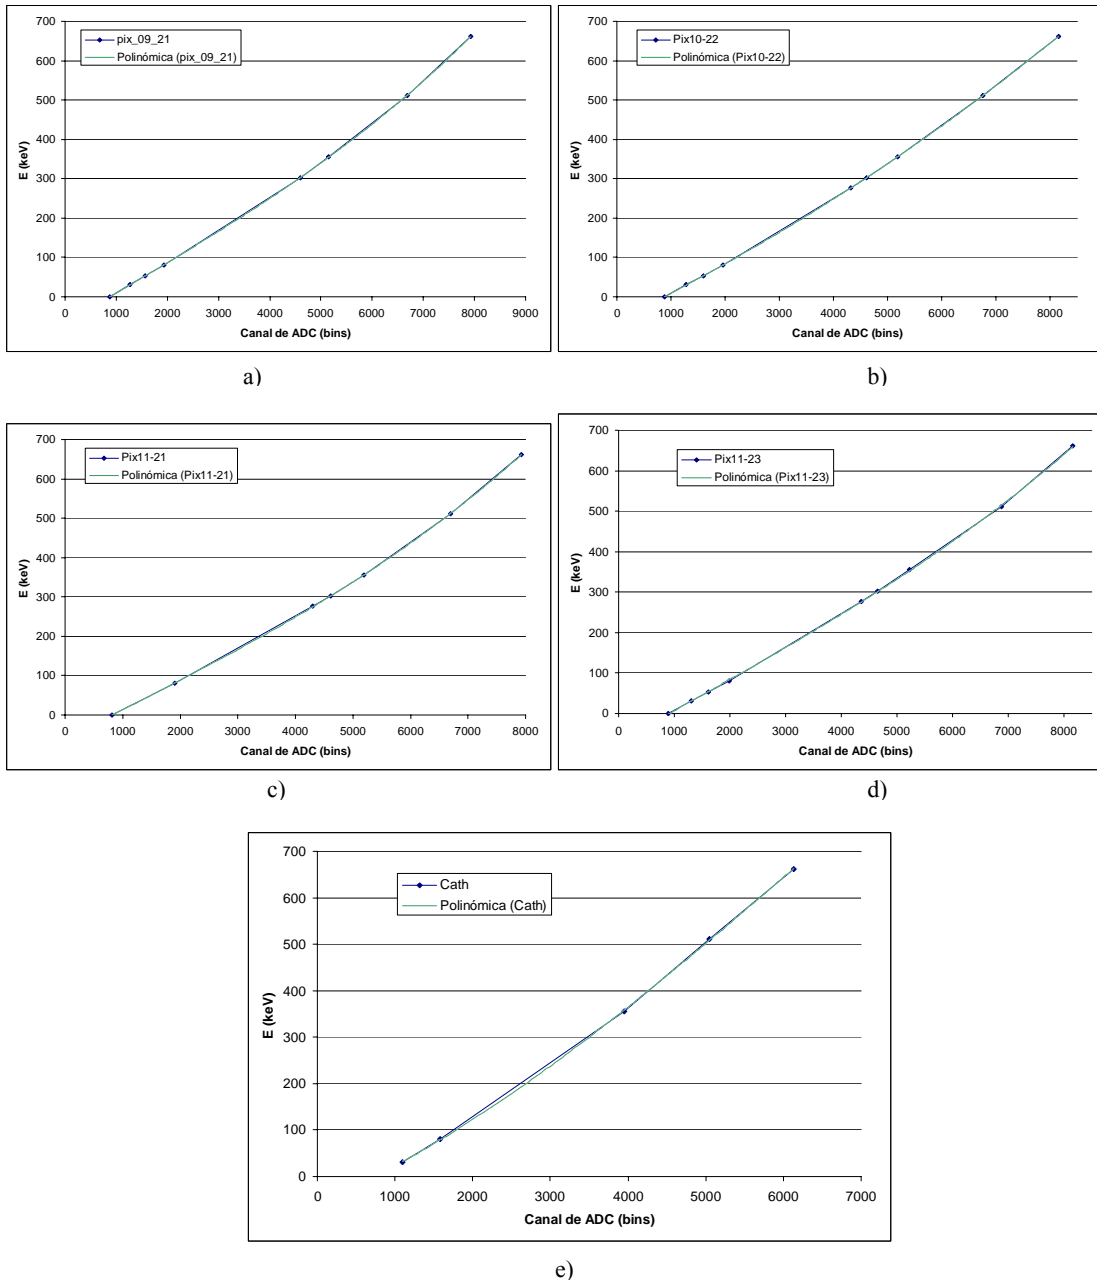 700
600
500
400
300
200
100
0
E (keV)
pix_09_21
Polinómica (pix_09_21)
0 1000 2000 3000 4000 5000 6000 7000 8000 9000
Canal de ADC (bins)
a)
700
600
500
400
300
200
100
0
E (keV)
Pix10-22
Polinómica (Pix10-22)
0 1000 2000 3000 4000 5000 6000 7000 8000
Canal de ADC (bins)
b)
700
600
500
400
300
200
100
0
E (keV)
Pix11-21
Polinómica (Pix11-21)
0 1000 2000 3000 4000 5000 6000 7000 8000
Canal de ADC (bins)
c)
700
600
500
400
300
200
100
0
E (keV)
Pix11-23
Polinómica (Pix11-23)
0 1000 2000 3000 4000 5000 6000 7000 8000
Canal de ADC (bins)
d)
700
600
500
400
300
200
100
0
E (keV)
Cath
Polinómica (Cath)
0 1000 2000 3000 4000 5000 6000 7000
Canal de ADC (bins)
e)